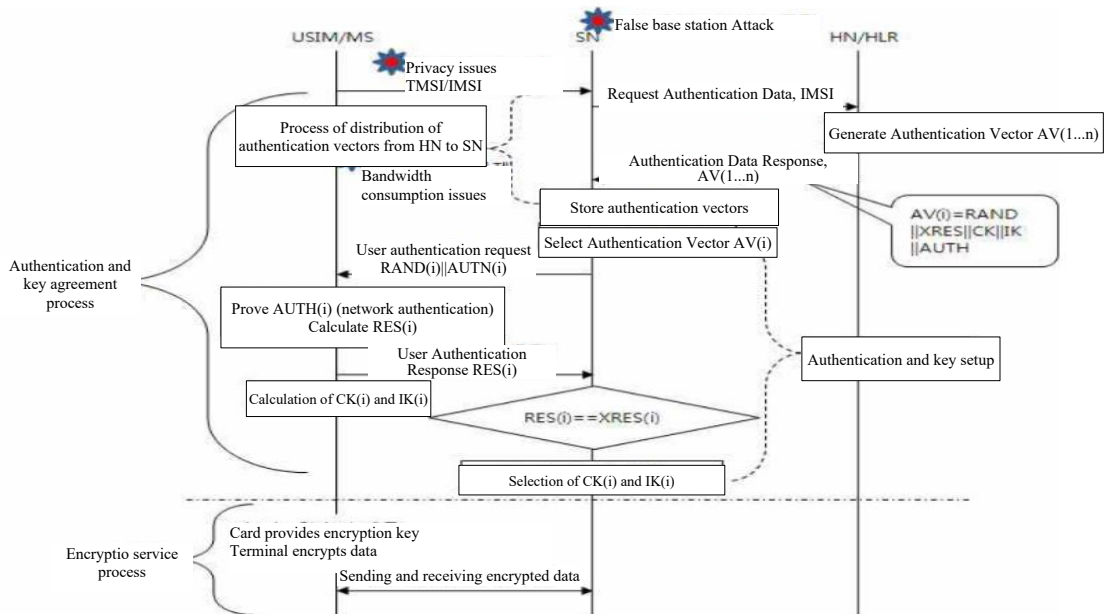 False base station Attack
USIM/MS
SN
HN/HLR
Privacy issues
TMSI/IMSI
Request Authentication Data, IMSI
Process of distribution of
authentication vectors from HN to SN
Generate Authentication Vector AV(1...n)
Authentication Data Response,
AV(1...n)
Bandwidth
consumption issues
Store authentication vectors
AV(i)=RAND
||XRES||CK||IK
||AUTH
Select Authentication Vector AV(i)
User authentication request
RAND(i)||AUTN(i)
Authentication and
key agreement
process
Prove AUTH(i) (network authentication)
Calculate RES(i)
User Authentication
Response RES(i)
Authentication and key setup
Calculation of CK(i) and IK(i)
RES(i)==XRES(i)
Selection of CK(i) and IK(i)
Card provides encryption key
Terminal encrypts data
Encryptio service
process
Sending and receiving encrypted data